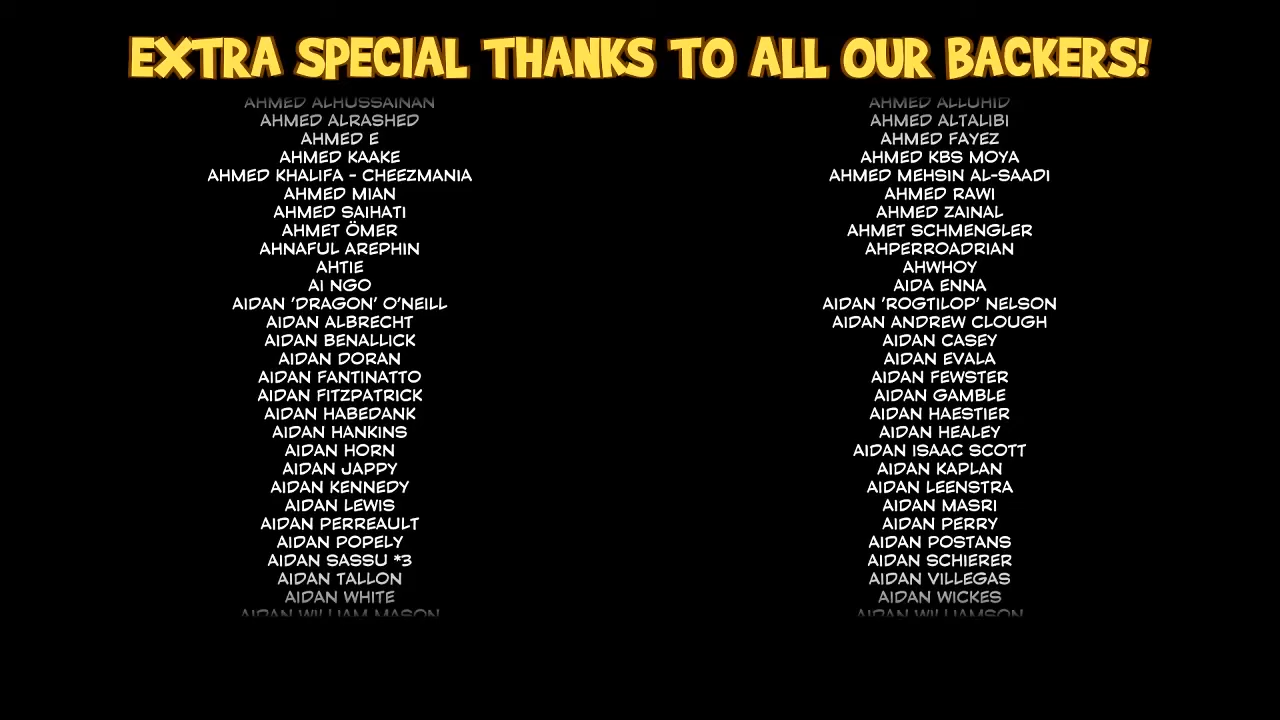 EXTRA SPECIAL THANKS TO ALL OUR BACKERS!
AHMED ALHUSSAINAN
AHMED ALLUHID
AHMED ALRASHED
AHMED ALTALIBI
AHMED E
AHMED FAYEZ
AHMED KAAKE
AHMED KBS MOYA
AHMED KHALIFA - CHEEZMANIA
AHMED MEHSIN AL-SAADI
AHMED MIAN
AHMED RAWI
AHMED SAIHATI
AHMED ZAINAL
AHMET ÖMER
AHMET SCHMENGLER
AHNAFUL AREPHIN
AHPERROADRIAN
AHTIE
AHWHOY
AI NGO
AIDA ENNA
AIDAN 'DRAGON' O'NEILL
AIDAN 'ROGTILOP' NELSON
AIDAN ALBRECHT
AIDAN ANDREW CLOUGH
AIDAN BENALLICK
AIDAN CASEY
AIDAN DORAN
AIDAN EVALA
AIDAN FANTINATTO
AIDAN FEWSTER
AIDAN FITZPATRICK
AIDAN GAMBLE
AIDAN HABEDANK
AIDAN HAESTIER
AIDAN HANKINS
AIDAN HEALEY
AIDAN HORN
AIDAN ISAAC SCOTT
AIDAN JAPPY
AIDAN KAPLAN
AIDAN KENNEDY
AIDAN LEENSTRA
AIDAN LEWIS
AIDAN MASRI
AIDAN PERREAULT
AIDAN PERRY
AIDAN POPELY
AIDAN POSTANS
AIDAN SASSU *3
AIDAN SCHIERER
AIDAN TALLON
AIDAN VILLEGAS
AIDAN WHITE
AIDAN WICKES
AIDAN WILLIAM MASON
AIDAN WILLIAMSON